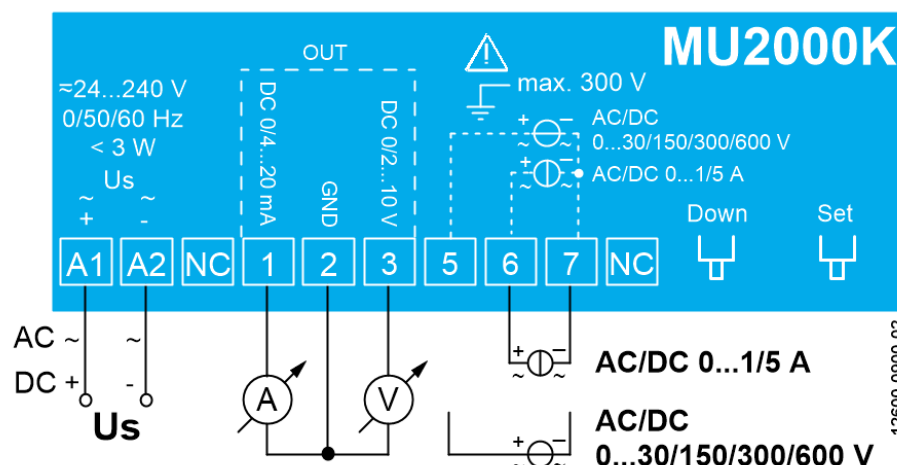 MU2000K
OUT
≂24...240 V
0/50/60 Hz
< 3 W
Us
~ ~
+ -
DC 0/4...20 mA
GND
DC 0/2...10 V
max. 300 V
+ –
~ ~
AC/DC
0...30/150/300/600 V
+ –
~ ~
AC/DC 0...1/5 A
Down
Set
A1 A2 NC 1 2 3 5 6 7 NC
AC ~ ~
DC + -
Us
A
V
+ –
~ ~
AC/DC 0...1/5 A
+ –
~ ~
AC/DC
0...30/150/300/600 V